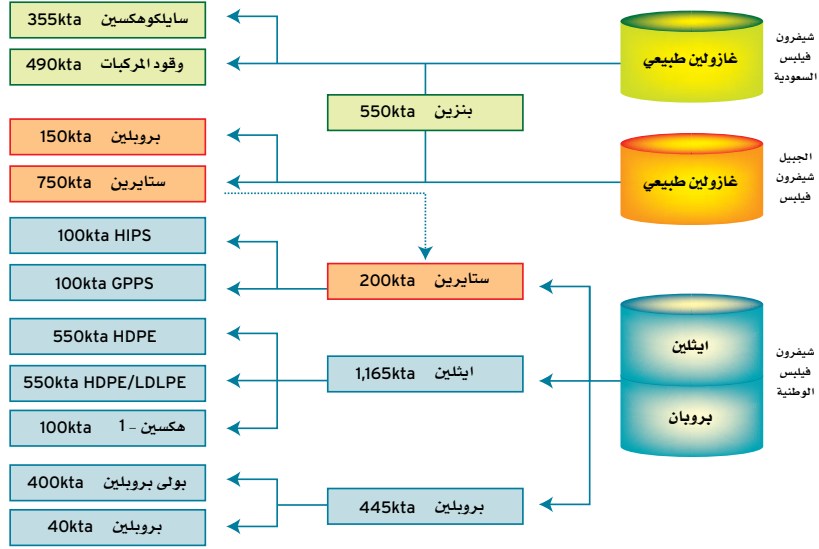 شيفرون
فيلبس
السعودية
غازولين طبيعي
سايلكوهكسين 355kta
وقود المركبات 490kta
بنزين 550kta
الجبيل
شيفرون
فيلبس
غازولين طبيعي
بروبلين 150kta
ستايرين 750kta
شيفرون
فيلبس
الوطنية
ايثلين
بروبان
ستايرين 200kta
100kta HIPS
100kta GPPS
ايثلين 1,165kta
550kta HDPE
550kta HDPE/LDLPE
هكسين - 1 100kta
بروبلين 445kta
بولى بروبلين 400kta
بروبلين 40kta